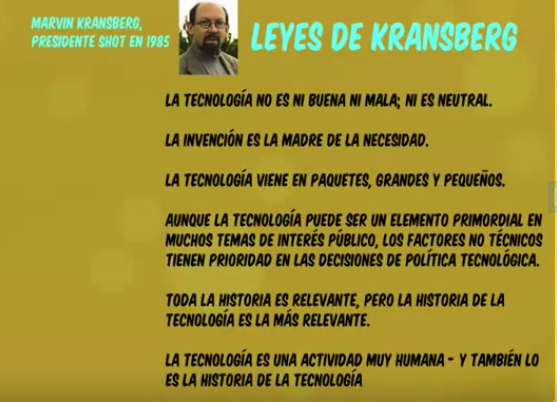 MARVIN KRANSBERG,
PRESIDENTE SHOT EN 1985
LEYES DE KRANSBERG
LA TECNOLOGÍA NO ES NI BUENA NI MALA; NI ES NEUTRAL.
LA INVENCIÓN ES LA MADRE DE LA NECESIDAD.
LA TECNOLOGÍA VIENE EN PAQUETES, GRANDES Y PEQUEÑOS.
AUNQUE LA TECNOLOGÍA PUEDE SER UN ELEMENTO PRIMORDIAL EN
MUCHOS TEMAS DE INTERÉS PÚBLICO, LOS FACTORES NO TÉCNICOS
TIENEN PRIORIDAD EN LAS DECISIONES DE POLÍTICA TECNOLÓGICA.
TODA LA HISTORIA ES RELEVANTE, PERO LA HISTORIA DE LA
TECNOLOGÍA ES LA MÁS RELEVANTE.
LA TECNOLOGÍA ES UNA ACTIVIDAD MUY HUMANA - Y TAMBIÉN LO
ES LA HISTORIA DE LA TECNOLOGÍA